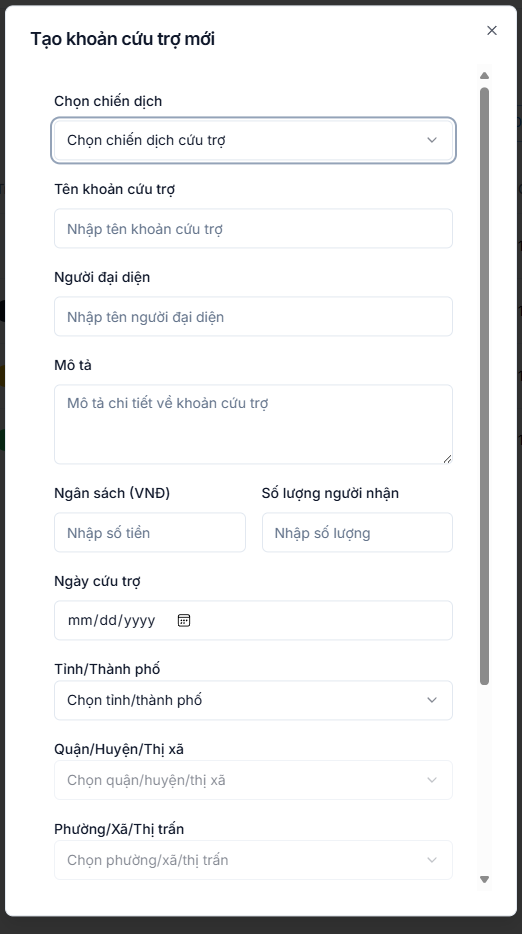 Tạo khoản cứu trợ mới
Chọn chiến dịch
Chọn chiến dịch cứu trợ
Tên khoản cứu trợ
Nhập tên khoản cứu trợ
Người đại diện
Nhập tên người đại diện
Mô tả
Mô tả chi tiết về khoản cứu trợ
Ngân sách (VNĐ)
Số lượng người nhận
Nhập số tiền
Nhập số lượng
Ngày cứu trợ
mm/dd/yyyy
Tỉnh/Thành phố
Chọn tỉnh/thành phố
Quận/Huyện/Thị xã
Chọn quận/huyện/thị xã
Phường/Xã/Thị trấn
Chọn phường/xã/thị trấn